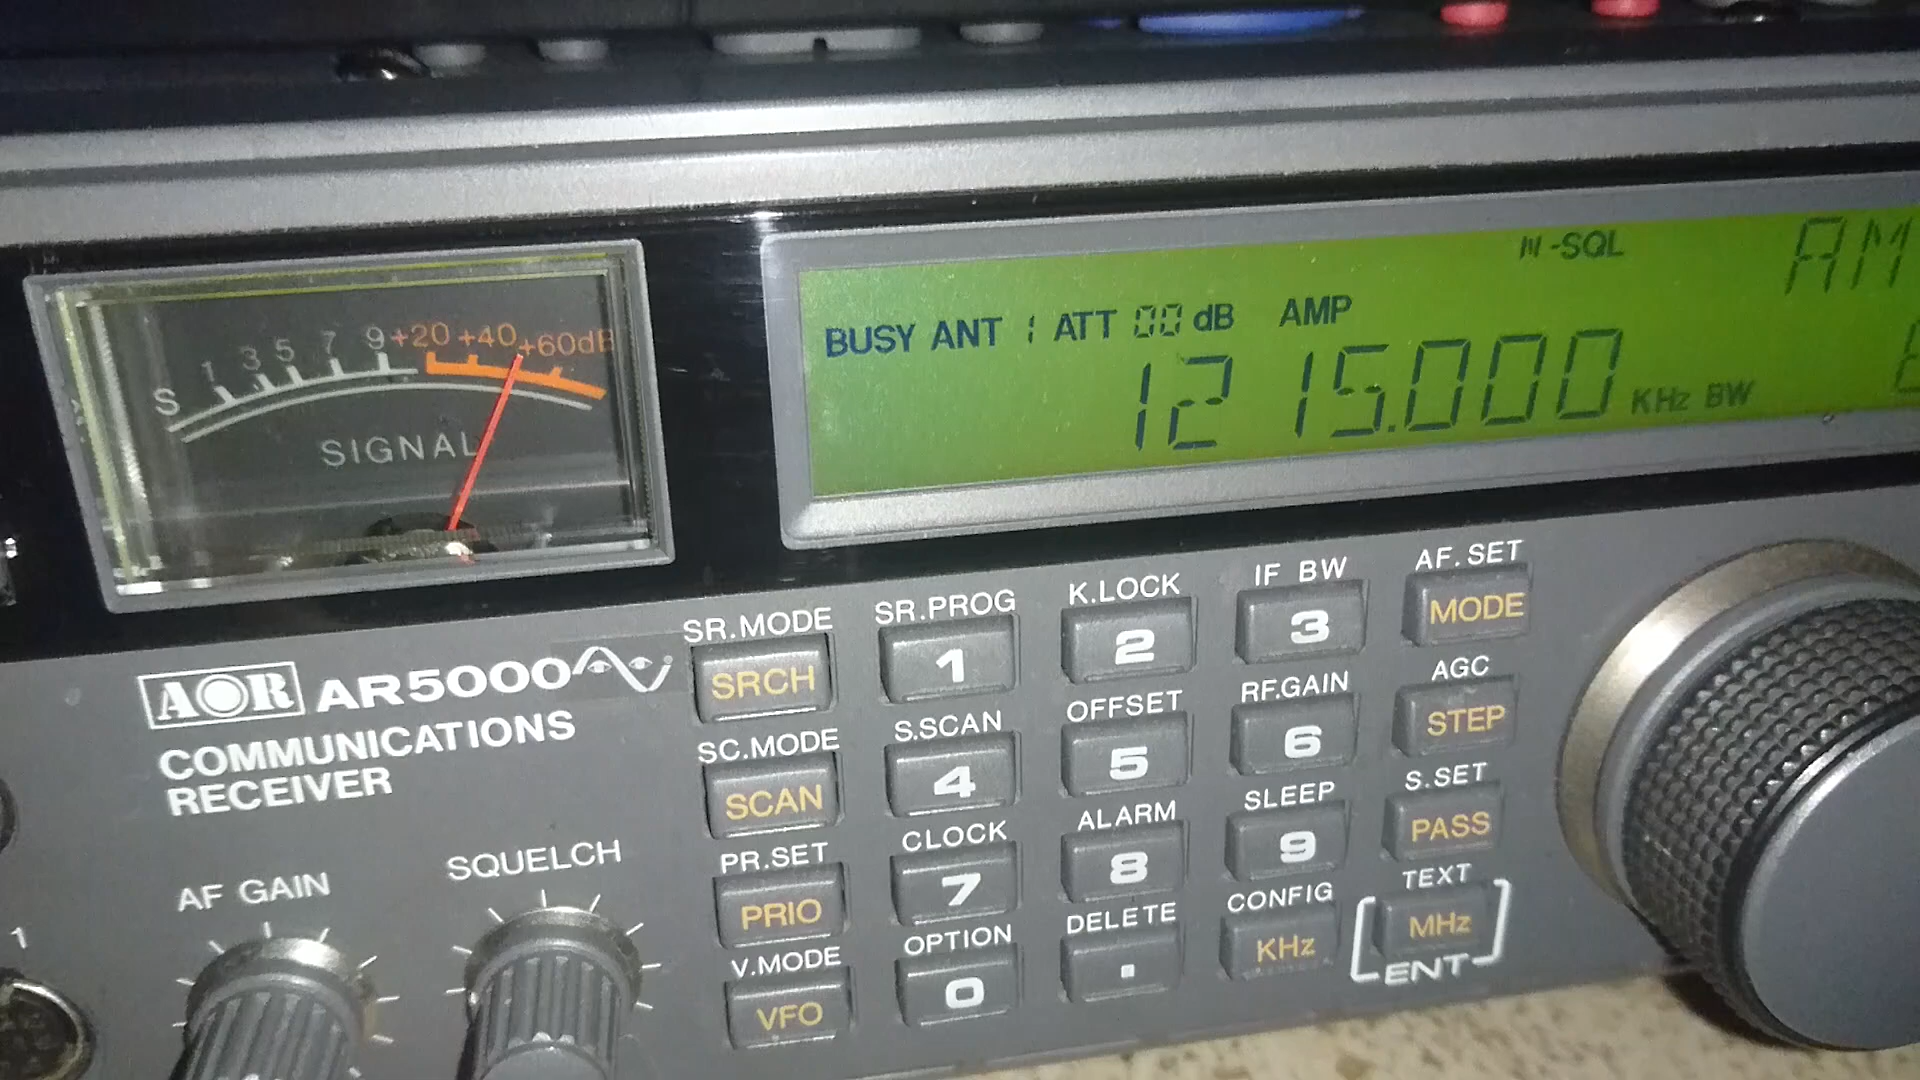 S 1 3 5 7 9 +20 +40 +60dB
SIGNAL
M-SQL AM
BUSY ANT 1 ATT 00 dB AMP
1215.000 KHz BW
AOR AR5000
COMMUNICATIONS
RECEIVER
AF GAIN
SQUELCH
1
SR.MODE SR.PROG K.LOCK IF BW AF.SET
SRCH 1 2 3 MODE
S.SCAN OFFSET RF.GAIN AGC
SC.MODE
SCAN 4 5 6 STEP
CLOCK ALARM SLEEP S.SET
PR.SET
PRIO 7 8 9 PASS
OPTION DELETE CONFIG TEXT
V.MODE
VFO 0 . KHz MHz
ENT